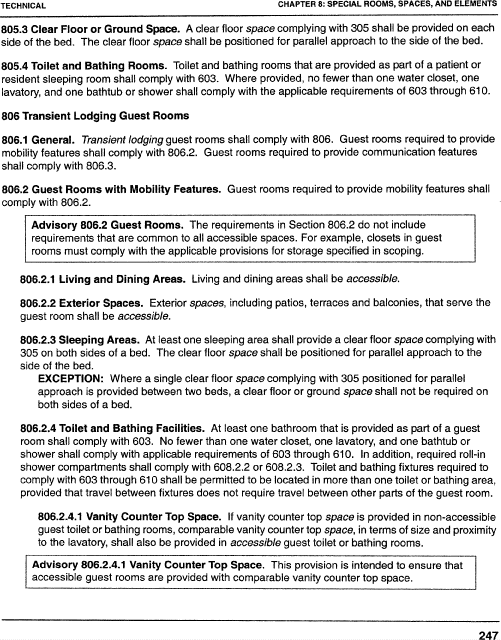 TECHNICAL CHAPTER 8: SPECIAL ROOMS, SPACES, AND ELEMENTS
805.3 Clear Floor or Ground Space. A clear floor space complying with 305 shall be provided on each
side of the bed. The clear floor space shall be positioned for parallel approach to the side of the bed.
805.4 Toilet and Bathing Rooms. Toilet and bathing rooms that are provided as part of a patient or
resident sleeping room shall comply with 603. Where provided, no fewer than one water closet, one
lavatory, and one bathtub or shower shall comply with the applicable requirements of 603 through 610.
806 Transient Lodging Guest Rooms
806.1 General. Transient lodging guest rooms shall comply with 806. Guest rooms required to provide
mobility features shall comply with 806.2. Guest rooms required to provide communication features
shall comply with 806.3.
806.2 Guest Rooms with Mobility Features. Guest rooms required to provide mobility features shall
comply with 806.2.
Advisory 806.2 Guest Rooms. The requirements in Section 806.2 do not include
requirements that are common to all accessible spaces. For example, closets in guest
rooms must comply with the applicable provisions for storage specified in scoping.
806.2.1 Living and Dining Areas. Living and dining areas shall be accessible.
806.2.2 Exterior Spaces. Exterior spaces, including patios, terraces and balconies, that serve the
guest room shall be accessible.
806.2.3 Sleeping Areas. At least one sleeping area shall provide a clear floor space complying with
305 on both sides of a bed. The clear floor space shall be positioned for parallel approach to the
side of the bed.
EXCEPTION: Where a single clear floor space complying with 305 positioned for parallel
approach is provided between two beds, a clear floor or ground space shall not be required on
both sides of a bed.
806.2.4 Toilet and Bathing Facilities. At least one bathroom that is provided as part of a guest
room shall comply with 603. No fewer than one water closet, one lavatory, and one bathtub or
shower shall comply with applicable requirements of 603 through 610. In addition, required roll-in
shower compartments shall comply with 608.2.2 or 608.2.3. Toilet and bathing fixtures required to
comply with 603 through 610 shall be permitted to be located in more than one toilet or bathing area,
provided that travel between fixtures does not require travel between other parts of the guest room.
806.2.4.1 Vanity Counter Top Space. If vanity counter top space is provided in non-accessible
guest toilet or bathing rooms, comparable vanity counter top space, in terms of size and proximity
to the lavatory, shall also be provided in accessible guest toilet or bathing rooms.
Advisory 806.2.4.1 Vanity Counter Top Space. This provision is intended to ensure that
accessible guest rooms are provided with comparable vanity counter top space.
247